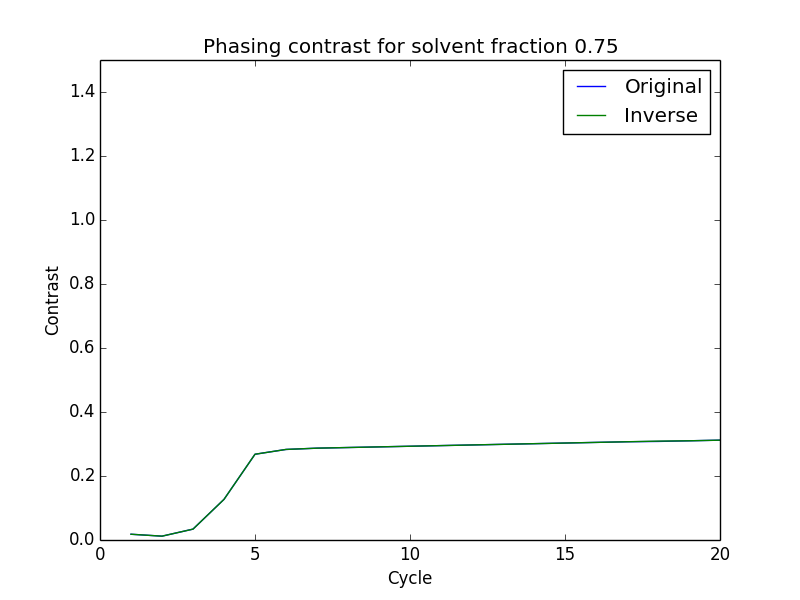 Phasing contrast for solvent fraction 0.75
Original
Inverse
1.4
1.2
1.0
0.8
0.6
0.4
0.2
0.0
Contrast
0 5 10 15 20
Cycle